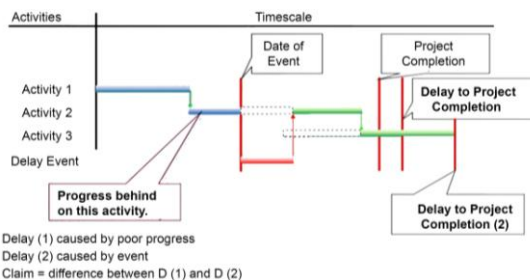 Activities
Timescale
Date of
Event
Project
Completion
Activity 1
Activity 2
Activity 3
Delay Event
Delay to Project
Completion
Progress behind
on this activity.
Delay to Project
Completion (2)
Delay (1) caused by poor progress
Delay (2) caused by event
Claim = difference between D (1) and D (2)